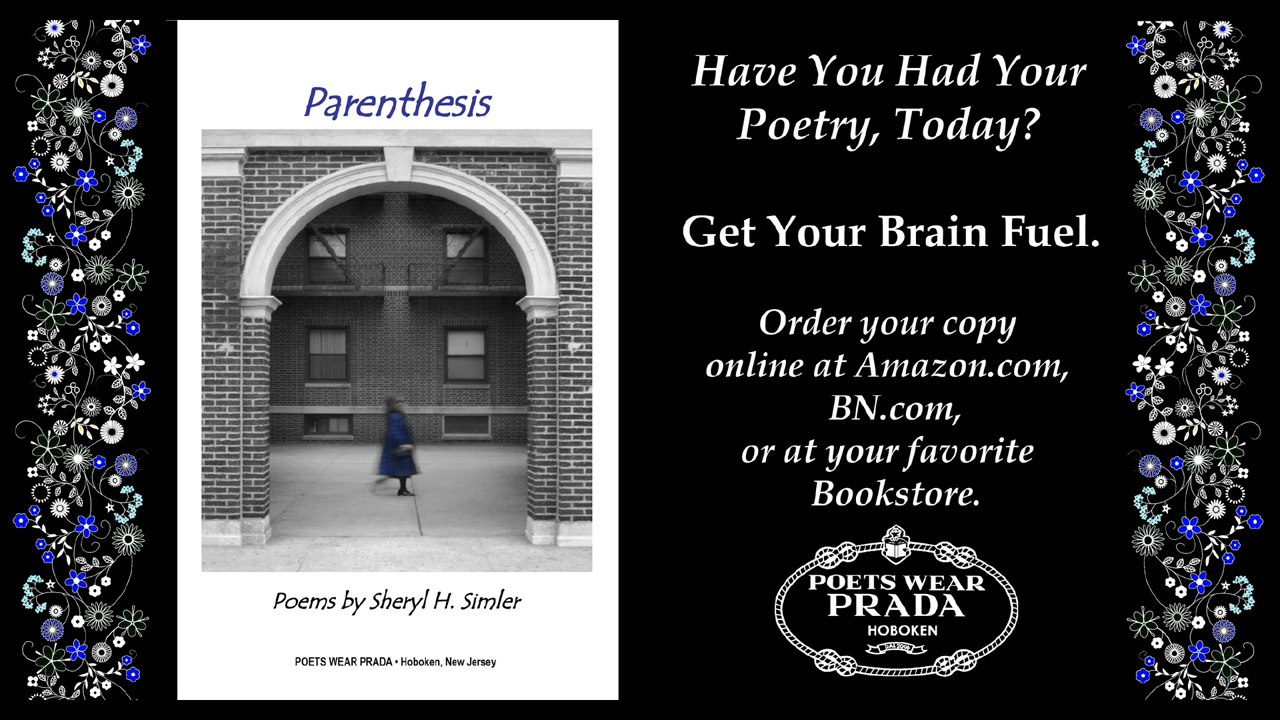 Parenthesis
Poems by Sheryl H. Simler
POETS WEAR PRADA • Hoboken, New Jersey
Have You Had Your
Poetry, Today?
Get Your Brain Fuel.
Order your copy
online at Amazon.com,
BN.com,
or at your favorite
Bookstore.
POETS WEAR
PRADA
HOBOKEN